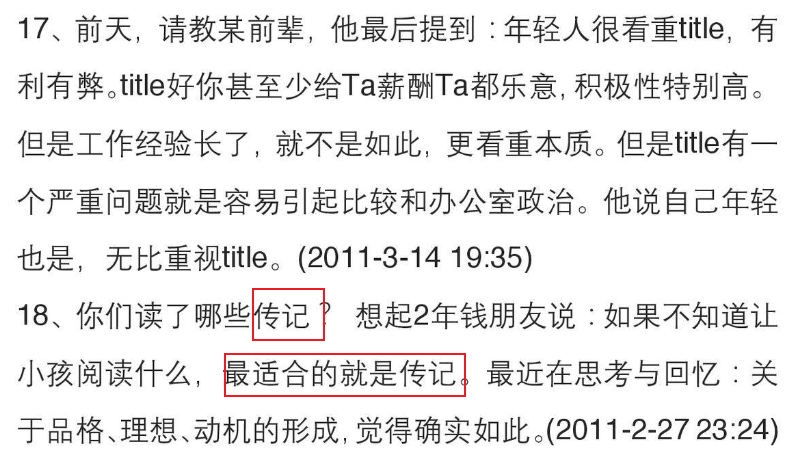 17、前天，请教某前辈，他最后提到：年轻人很看重title，有
利有弊。title好你甚至少给Ta薪酬Ta都乐意，积极性特别高。
但是工作经验长了，就不是如此，更看重本质。但是title有一
个严重问题就是容易引起比较和办公室政治。他说自己年轻
也是，无比重视title。(2011-3-14 19:35)
18、你们读了哪些传记？ 想起2年钱朋友说：如果不知道让
小孩阅读什么，最适合的就是传记。最近在思考与回忆：关
于品格、理想、动机的形成，觉得确实如此。(2011-2-27 23:24)